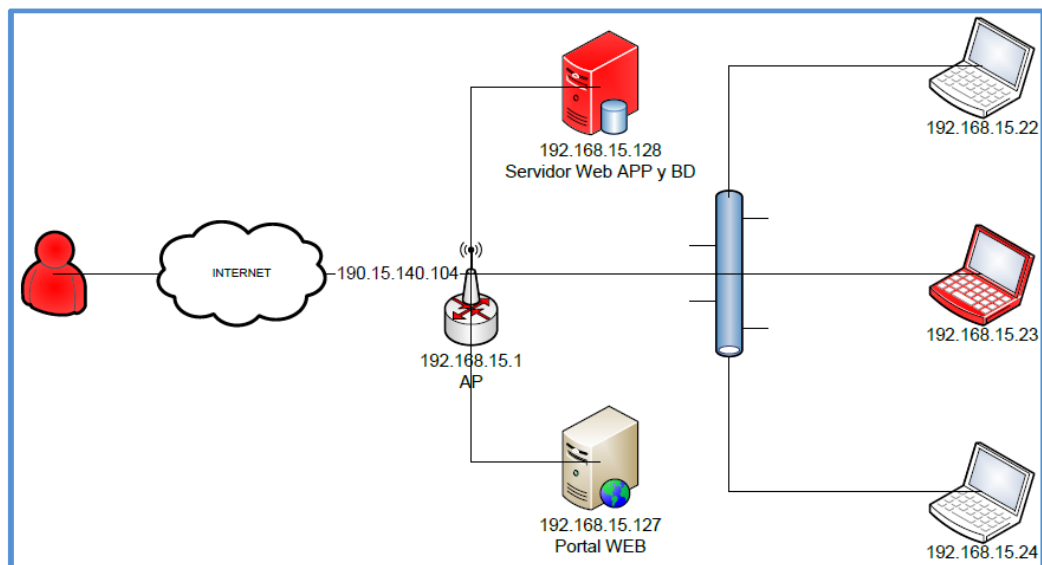 192.168.15.22
192.168.15.128
Servidor Web APP y BD
INTERNET
190.15.140.104
192.168.15.23
192.168.15.1
AP
192.168.15.127
Portal WEB
192.168.15.24